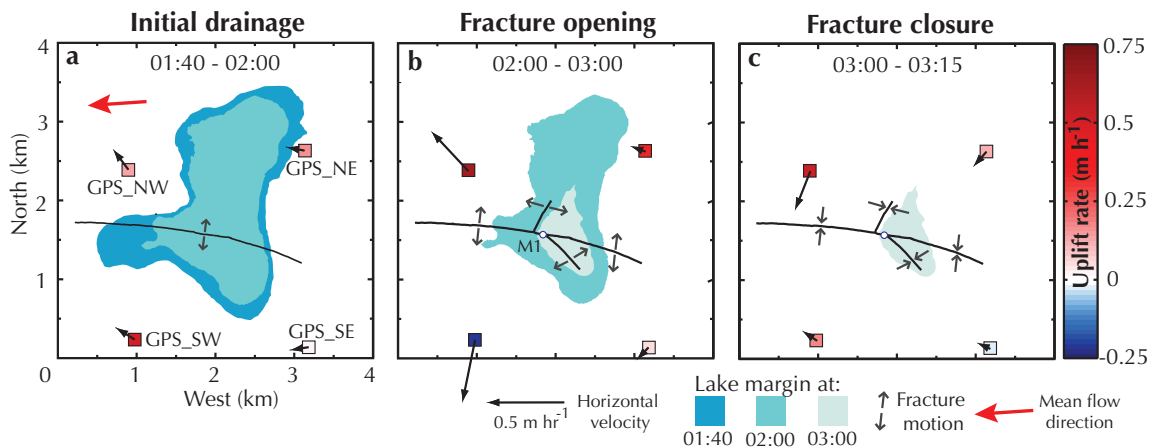 Initial drainage
Fracture opening
Fracture closure
a
01:40 - 02:00
b
02:00 - 03:00
c
03:00 - 03:15
4
3
2
1
0
North (km)
GPS_NW
GPS_NE
GPS_SW
GPS_SE
M1
0
1
2
3
4
West (km)
0.75
0.5
0.25
0
-0.25
Uplift rate (m h-1)
0.5 m hr-1
Horizontal
velocity
Lake margin at:
01:40
02:00
03:00
Fracture
motion
Mean flow
direction